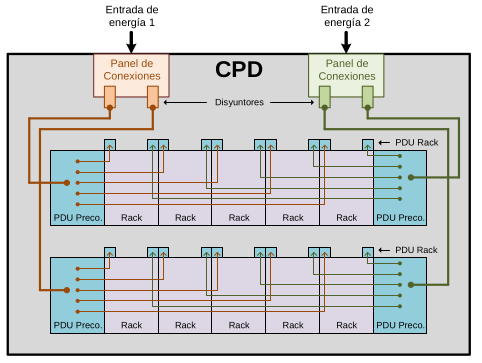 Entrada de
energía 1
Entrada de
energía 2
Panel de
Conexiones
CPD
Panel de
Conexiones
Disyuntores
PDU Rack
PDU Preco.
Rack
Rack
Rack
Rack
Rack
PDU Preco.
PDU Rack
PDU Preco.
Rack
Rack
Rack
Rack
Rack
PDU Preco.